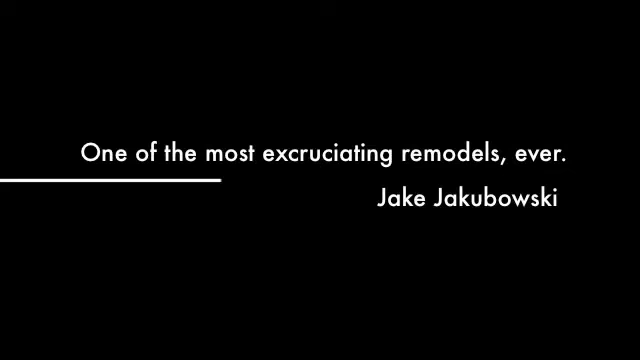 One of the most excruciating remodels, ever.
Jake Jakubowski